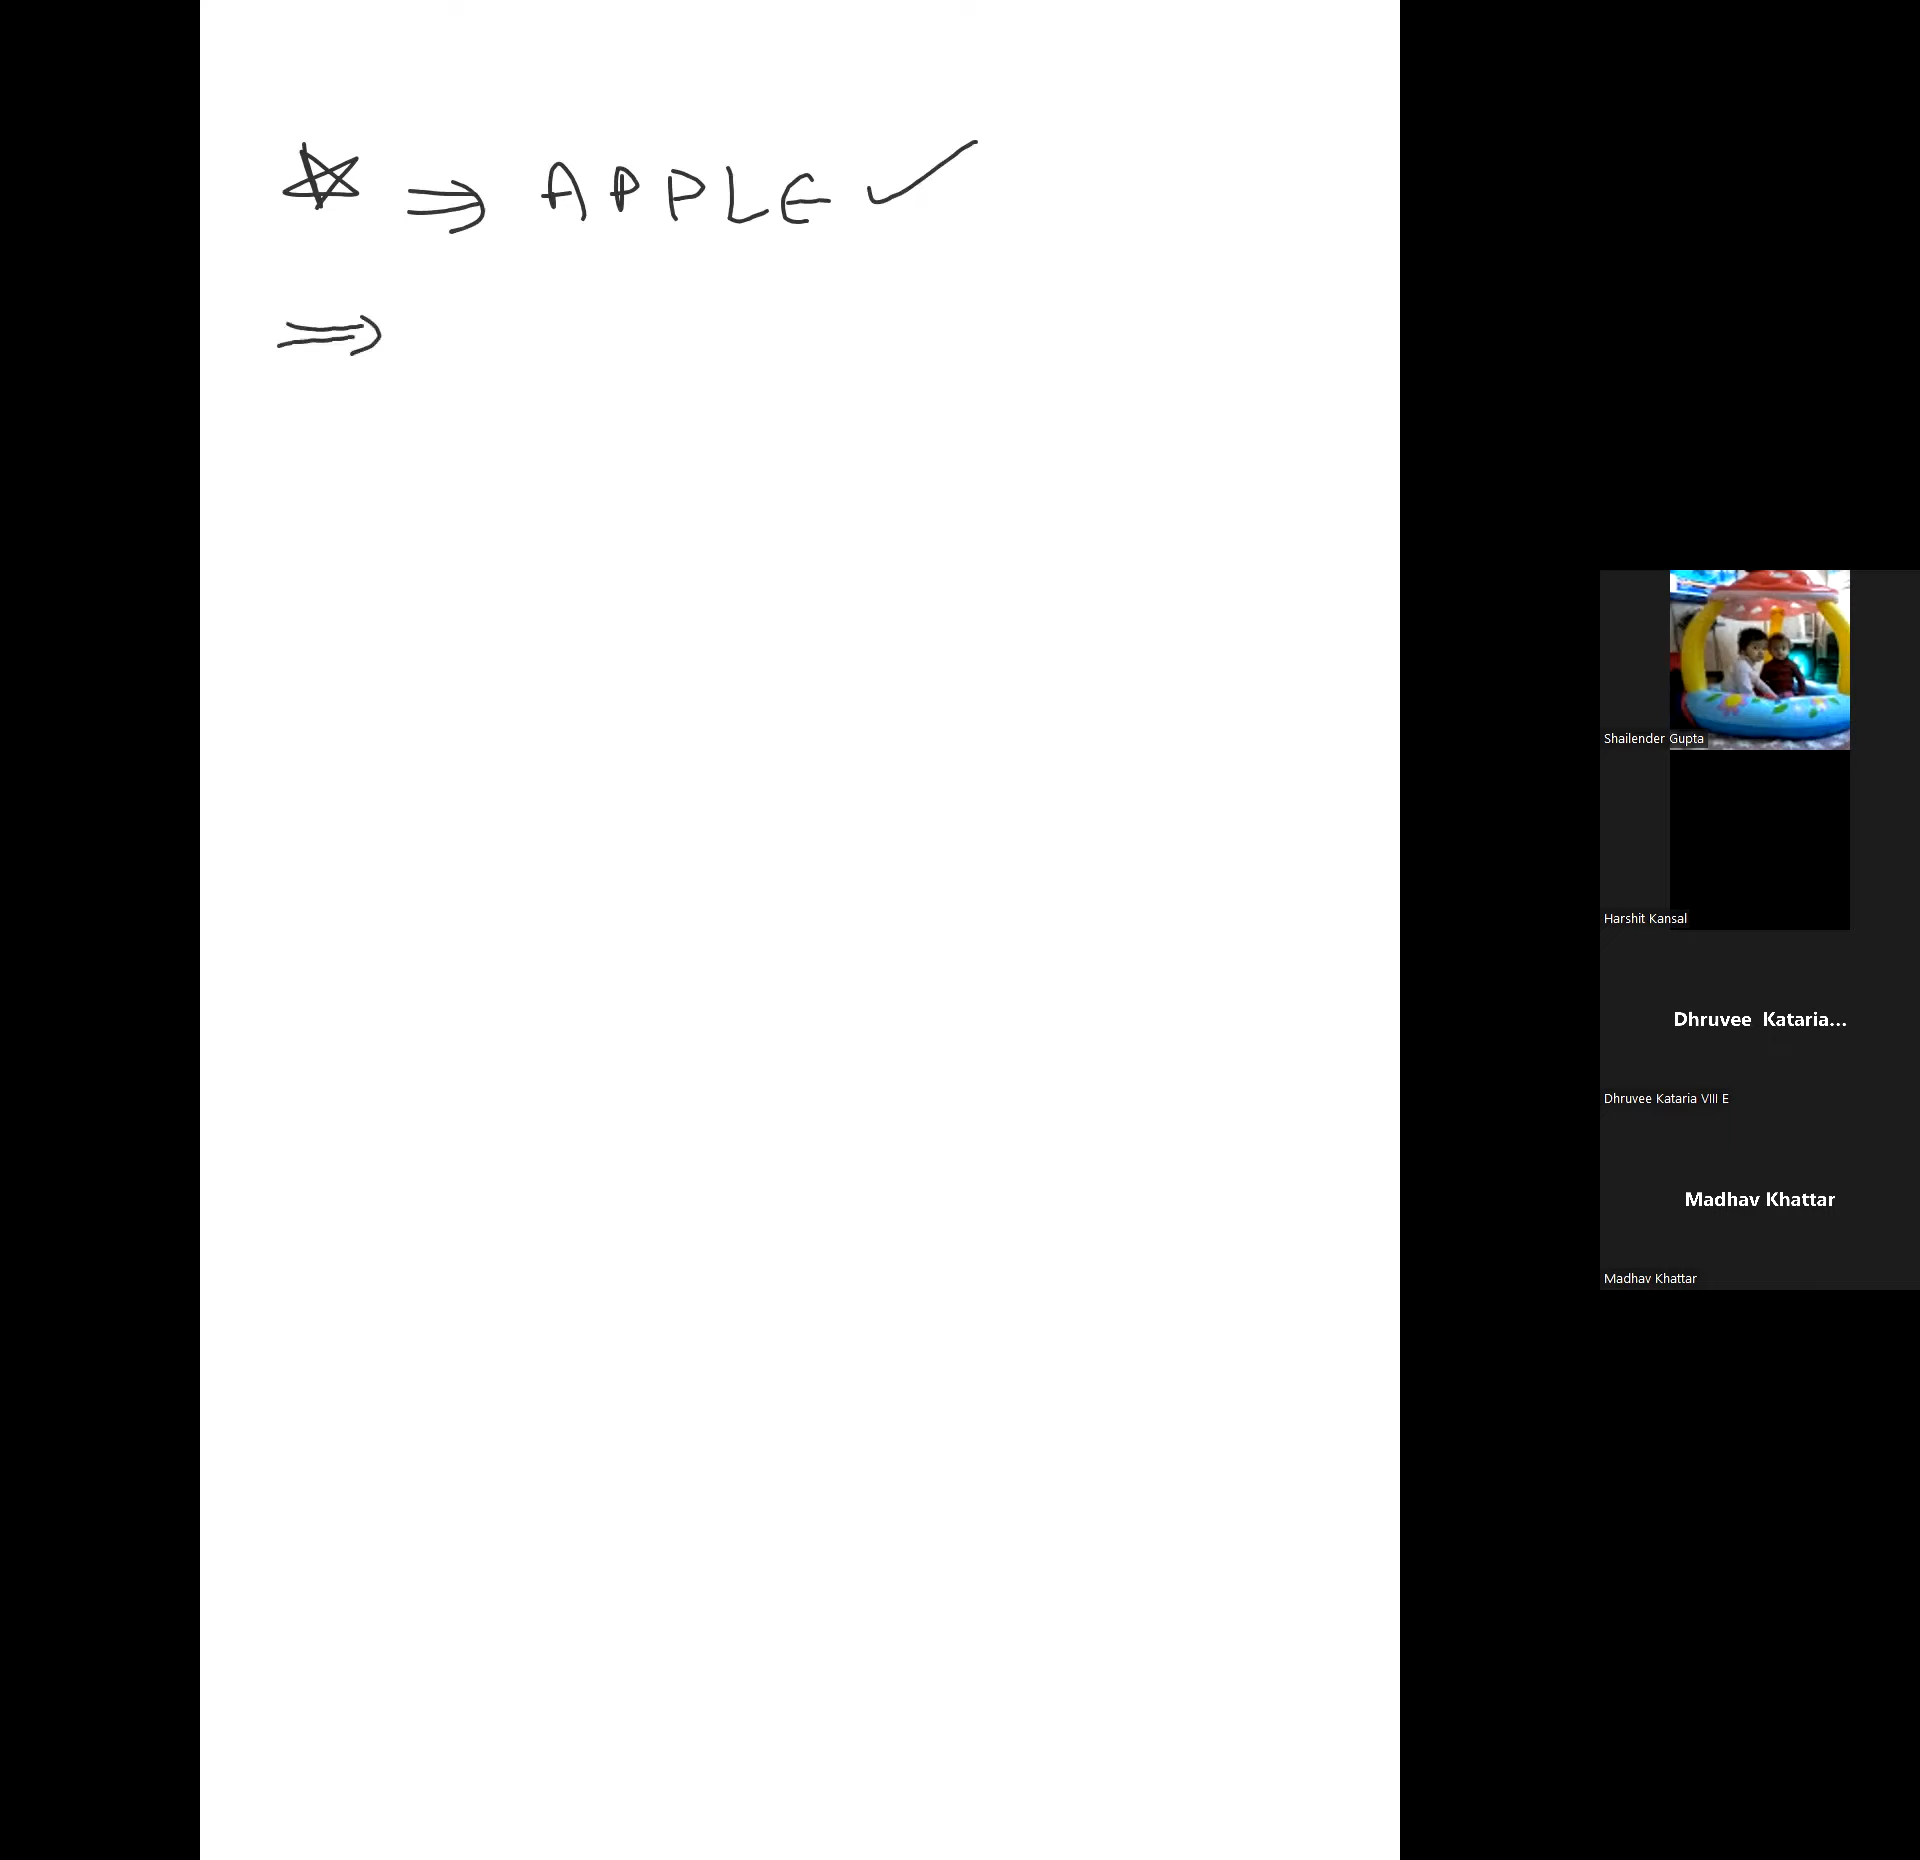 ⇒ APPLE ✓
⇒
Shailender Gupta
Harshit Kansal
Dhruvee Kataria...
Dhruvee Kataria VIII E
Madhav Khattar
Madhav Khattar